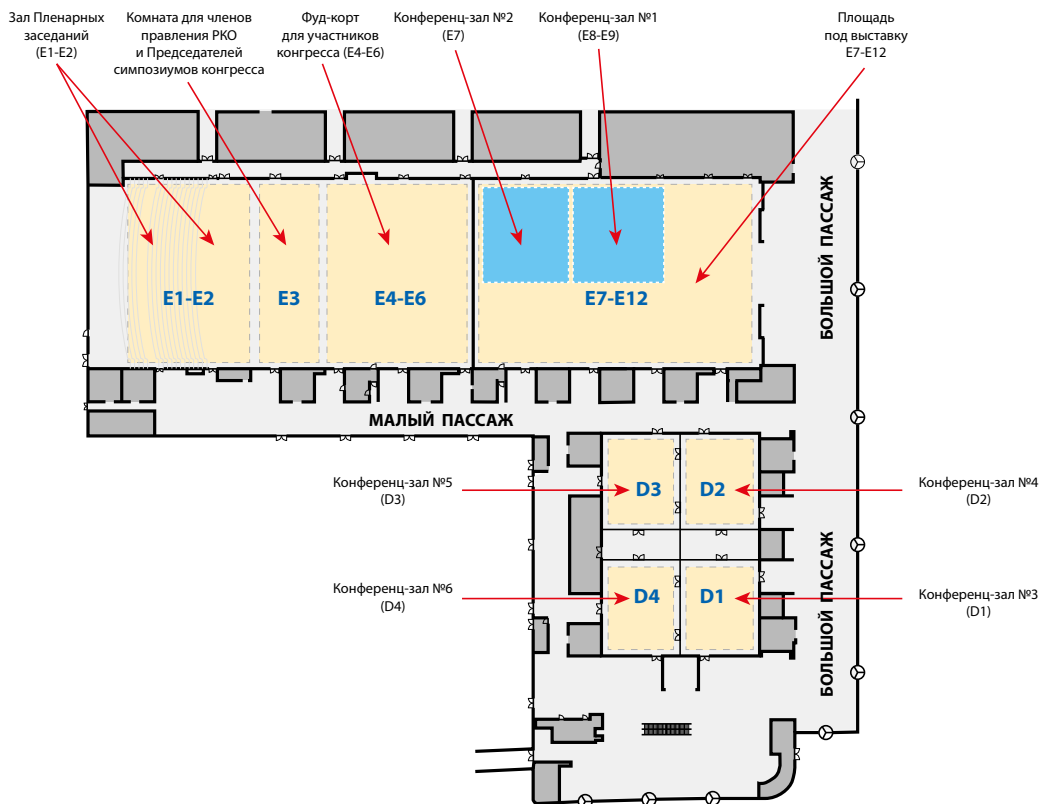 Зал Пленарных
заседаний
(E1-E2)
Комната для членов
правления РКО
и Председателей
симпозиумов конгресса
Фуд-корт
для участников
конгресса (E4-E6)
Конференц-зал №2
(E7)
Конференц-зал №1
(E8-E9)
Площадь
под выставку
E7-E12
E1-E2
E3
E4-E6
E7-E12
БОЛЬШОЙ ПАССАЖ
МАЛЫЙ ПАССАЖ
Конференц-зал №5
(D3)
D3
D2
Конференц-зал №4
(D2)
Конференц-зал №6
(D4)
D4
D1
Конференц-зал №3
(D1)
БОЛЬШОЙ ПАССАЖ